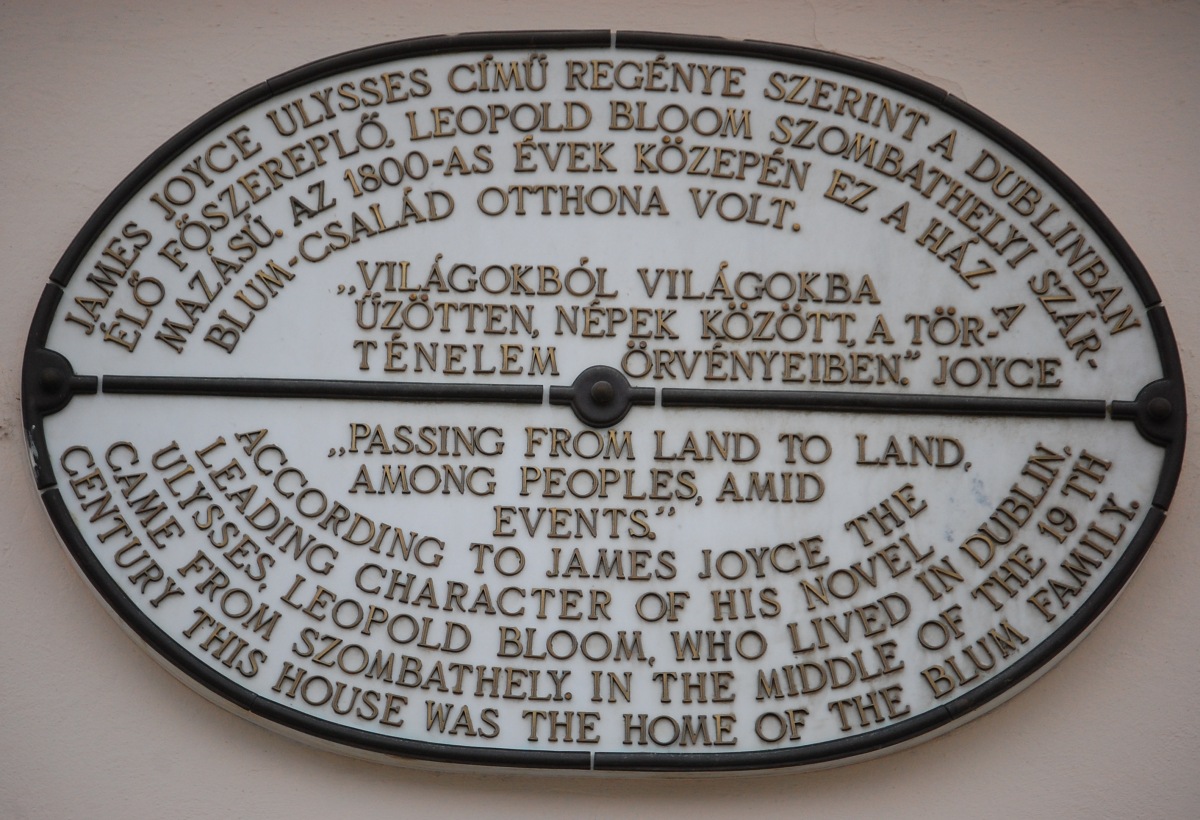 JAMES JOYCE ULYSSES CÍMŰ REGÉNYE SZERINT A DUBLINBAN
ÉLŐ FŐSZEREPLŐ, LEOPOLD BLOOM SZOMBATHELYI SZÁR-
MAZÁSÚ. AZ 1800-AS ÉVEK KÖZEPÉN EZ A HÁZ A
BLUM-CSALÁD OTTHONA VOLT.
„VILÁGOKBÓL VILÁGOKBA
ŰZÖTTEN, NÉPEK KÖZÖTT, A TÖR-
TÉNELEM ÖRVÉNYEIBEN." JOYCE
„PASSING FROM LAND TO LAND,
AMONG PEOPLES, AMID
EVENTS."
ACCORDING TO JAMES JOYCE THE
LEADING CHARACTER OF HIS NOVEL,
ULYSSES, LEOPOLD BLOOM, WHO LIVED IN DUBLIN,
CAME FROM SZOMBATHELY. IN THE MIDDLE OF THE 19 TH
CENTURY THIS HOUSE WAS THE HOME OF THE BLUM FAMILY.